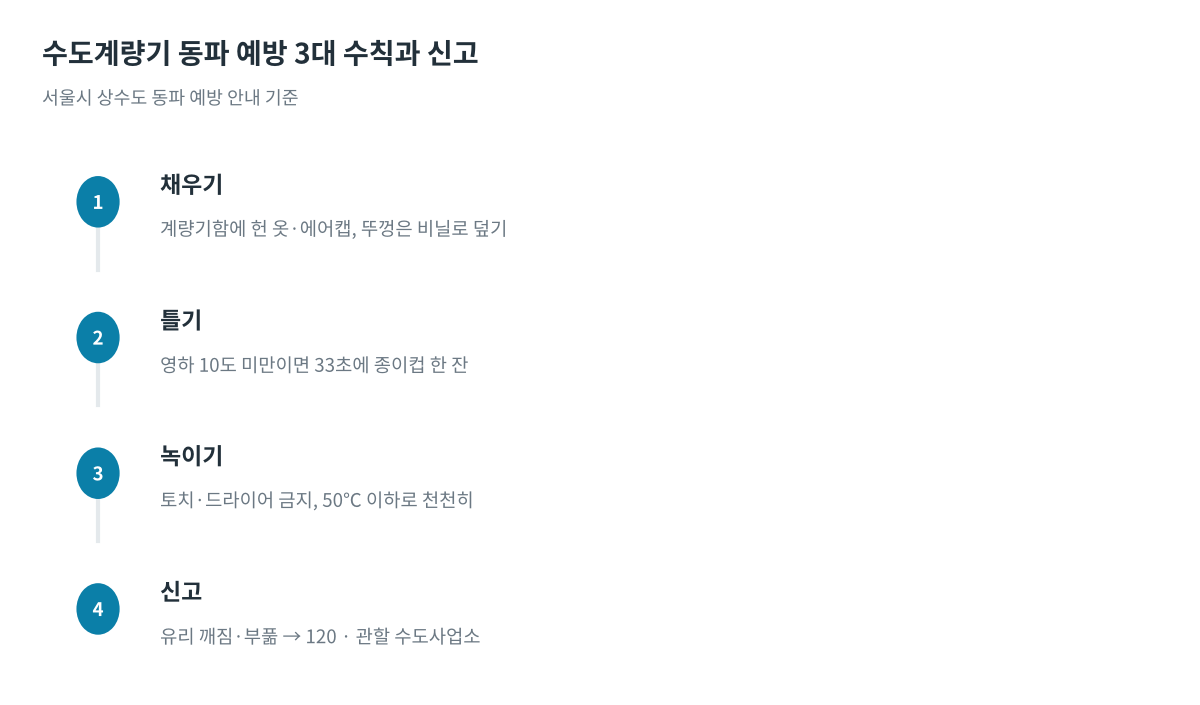 수도계량기 동파 예방 3대 수칙과 신고
서울시 상수도 동파 예방 안내 기준
1
채우기
계량기함에 헌 옷·에어캡, 뚜껑은 비닐로 덮기
2
틀기
영하 10도 미만이면 33초에 종이컵 한 잔
3
녹이기
토치·드라이어 금지, 50℃ 이하로 천천히
4
신고
유리 깨짐·부풂 → 120 · 관할 수도사업소